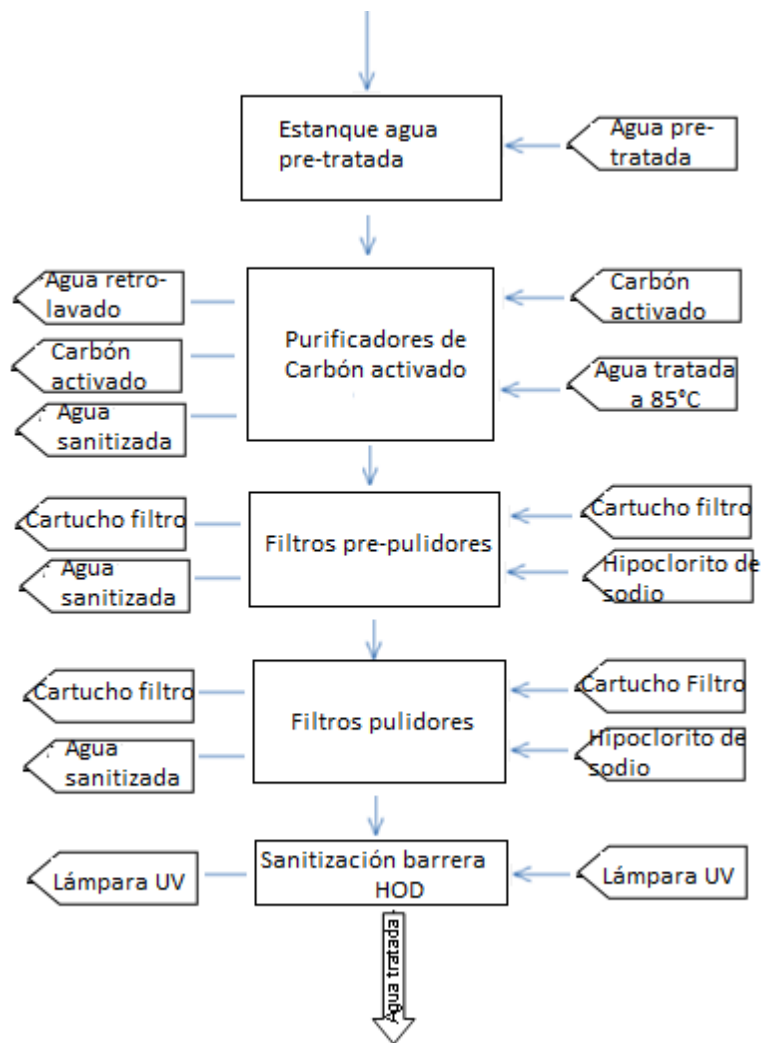 Estanque agua
pre-tratada
Agua pre-
tratada
Agua retro-
lavado
Carbón
activado
Agua
sanitizada
Purificadores de
Carbón activado
Carbón
activado
Agua tratada
a 85°C
Cartucho filtro
Agua
sanitizada
Filtros pre-pulidores
Cartucho filtro
Hipoclorito de
sodio
Cartucho filtro
Agua
sanitizada
Filtros pulidores
Cartucho Filtro
Hipoclorito de
sodio
Lámpara UV
Sanitización barrera
HOD
Lámpara UV
Agua tratada